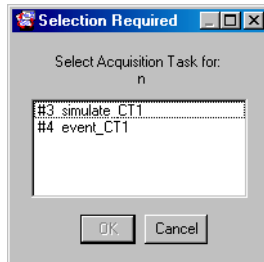 Selection Required
Select Acquisition Task for:
n
#3 simulate_CT1
#4 event_CT1
OK Cancel